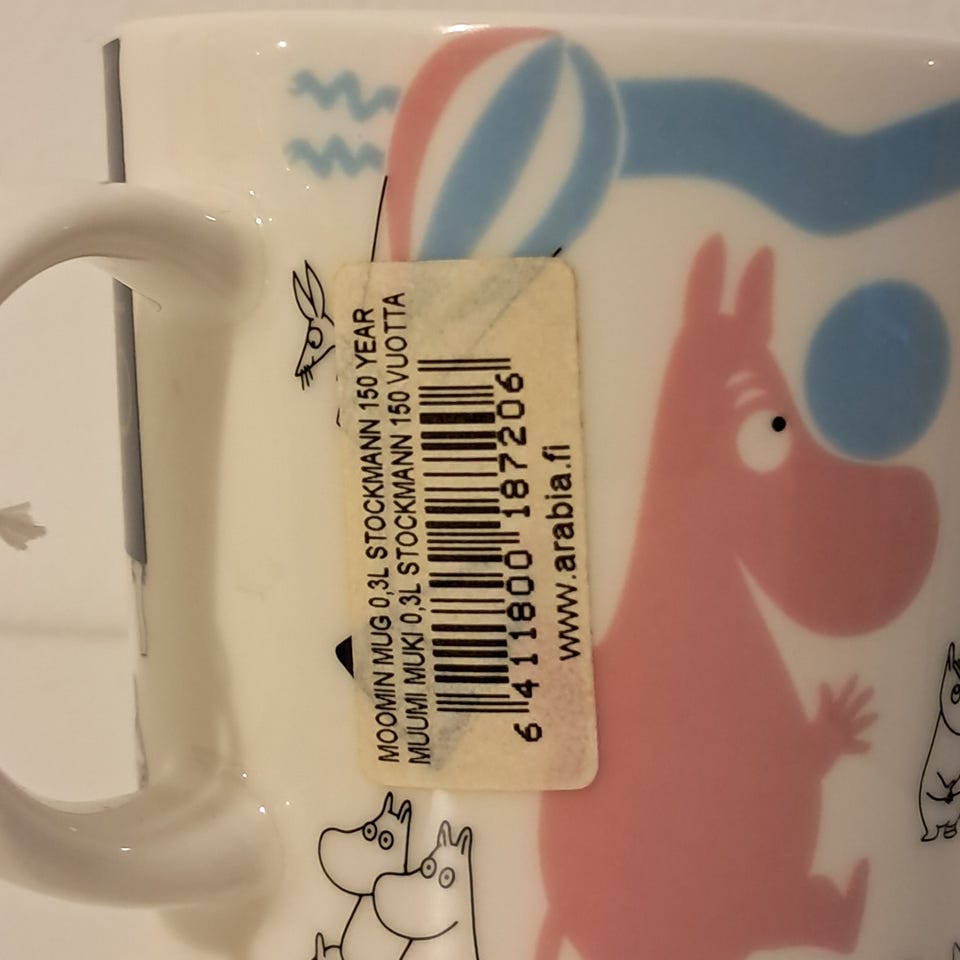 MOOMIN MUG 0,3L STOCKMANN 150 YEAR
MUUMI MUKI 0,3L STOCKMANN 150 VUOTTA
6 411800 187206
www.arabia.fi